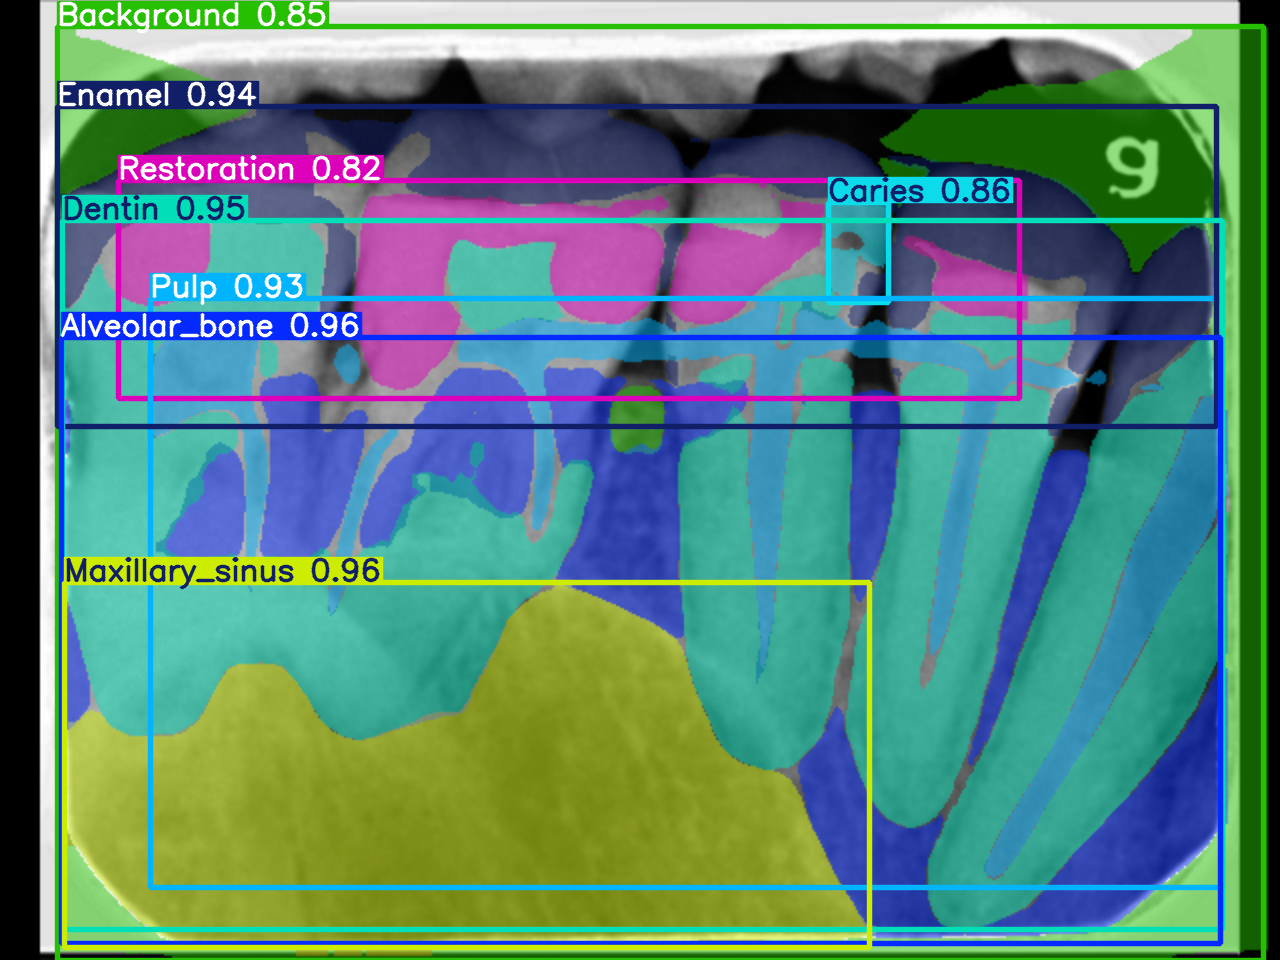 Background 0.85
Enamel 0.94
g
Restoration 0.82
Caries 0.86
Dentin 0.95
Pulp 0.93
Alveolar_bone 0.96
Maxillary_sinus 0.96